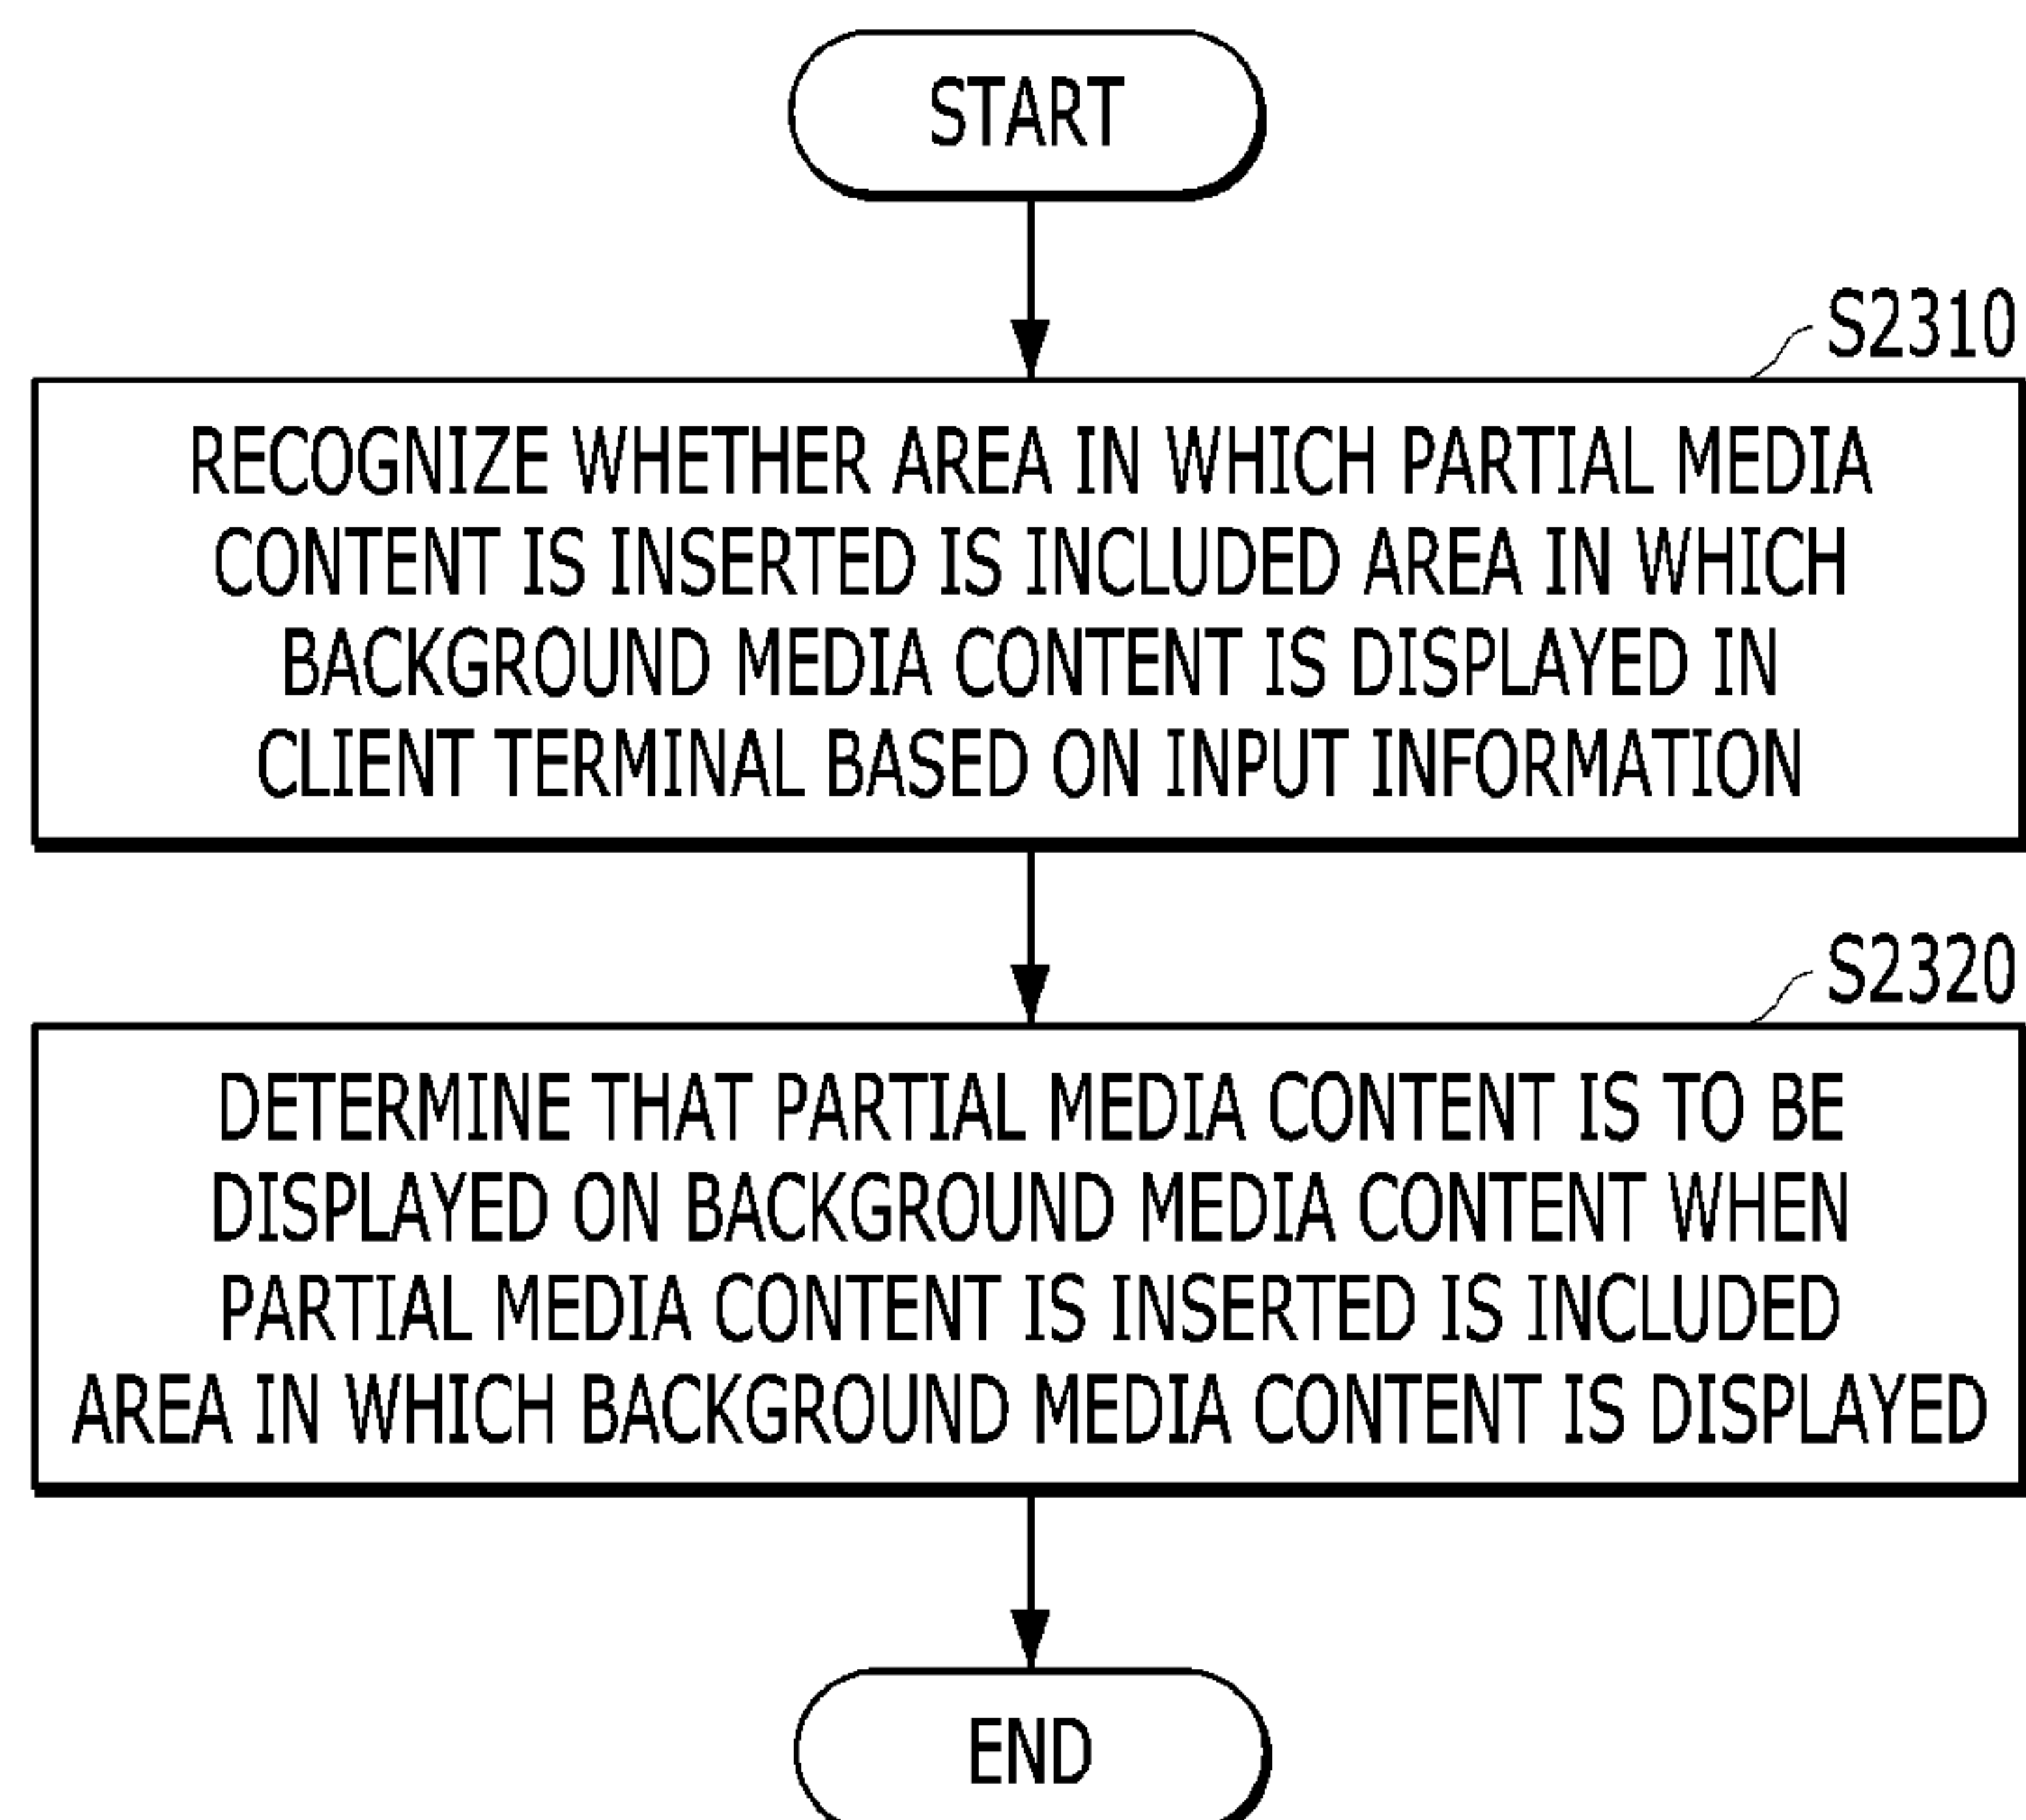 START
S2310
RECOGNIZE WHETHER AREA IN WHICH PARTIAL MEDIA
CONTENT IS INSERTED IS INCLUDED AREA IN WHICH
BACKGROUND MEDIA CONTENT IS DISPLAYED IN
CLIENT TERMINAL BASED ON INPUT INFORMATION
S2320
DETERMINE THAT PARTIAL MEDIA CONTENT IS TO BE
DISPLAYED ON BACKGROUND MEDIA CONTENT WHEN
PARTIAL MEDIA CONTENT IS INSERTED IS INCLUDED
AREA IN WHICH BACKGROUND MEDIA CONTENT IS DISPLAYED
END